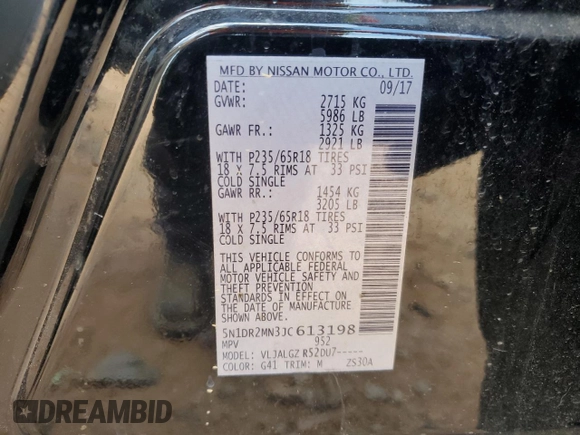 MFD BY NISSAN MOTOR CO., LTD.
DATE: 09/17
GVWR: 2715 KG
5986 LB
GAWR FR.: 1325 KG
2921 LB
WITH P235/65R18 TIRES
18 x 7.5 RIMS AT 33 PSI
COLD SINGLE
GAWR RR.: 1454 KG
3205 LB
WITH P235/65R18 TIRES
18 x 7.5 RIMS AT 33 PSI
COLD SINGLE
THIS VEHICLE CONFORMS TO
ALL APPLICABLE FEDERAL
MOTOR VEHICLE SAFETY AND
THEFT PREVENTION
STANDARDS IN EFFECT ON
THE DATE OF MANUFACTURE
SHOWN ABOVE.
5N1DR2MN3JC613198
MPV 952
MODEL: VLJALGZ R52DU7-----
COLOR: G41 TRIM: M ZS30A
DREAMBID